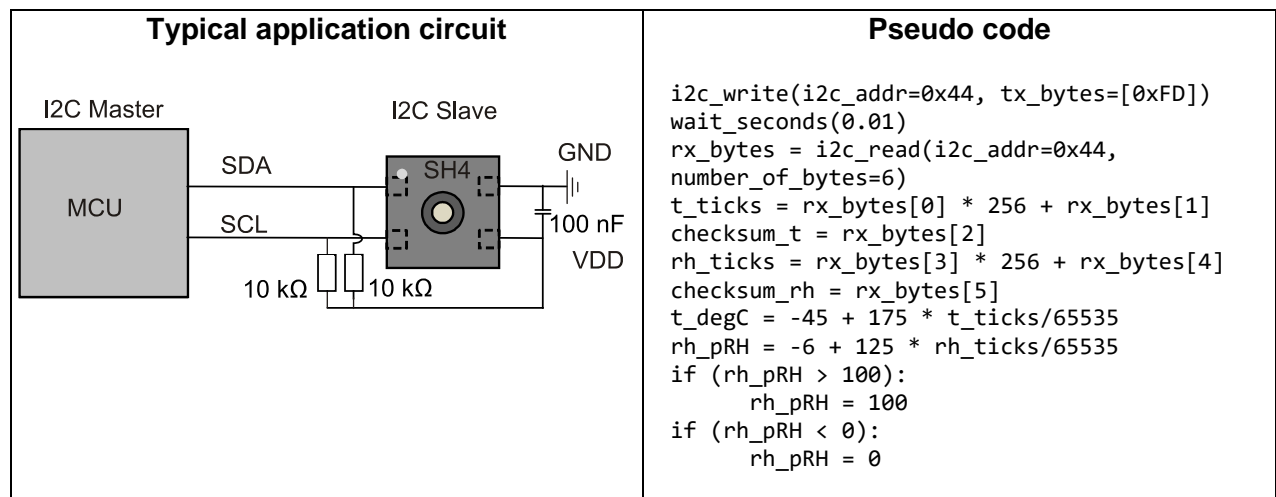 Typical application circuit
I2C Master
I2C Slave
MCU
SDA
SCL
SH4
GND
100 nF
VDD
10 kΩ
10 kΩ
Pseudo code
i2c_write(i2c_addr=0x44, tx_bytes=[0xFD])
wait_seconds(0.01)
rx_bytes = i2c_read(i2c_addr=0x44,
number_of_bytes=6)
t_ticks = rx_bytes[0] * 256 + rx_bytes[1]
checksum_t = rx_bytes[2]
rh_ticks = rx_bytes[3] * 256 + rx_bytes[4]
checksum_rh = rx_bytes[5]
t_degC = -45 + 175 * t_ticks/65535
rh_pRH = -6 + 125 * rh_ticks/65535
if (rh_pRH > 100):
rh_pRH = 100
if (rh_pRH < 0):
rh_pRH = 0